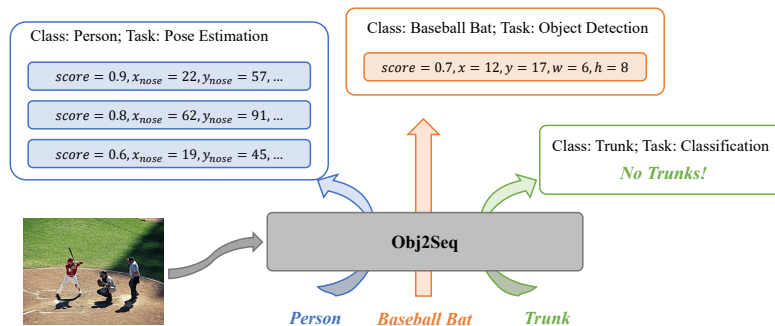 Class: Person; Task: Pose Estimation
score = 0.9, x_nose = 22, y_nose = 57, ...
score = 0.8, x_nose = 62, y_nose = 91, ...
score = 0.6, x_nose = 19, y_nose = 45, ...
Class: Baseball Bat; Task: Object Detection
score = 0.7, x = 12, y = 17, w = 6, h = 8
Class: Trunk; Task: Classification
No Trunks!
Obj2Seq
Person
Baseball Bat
Trunk